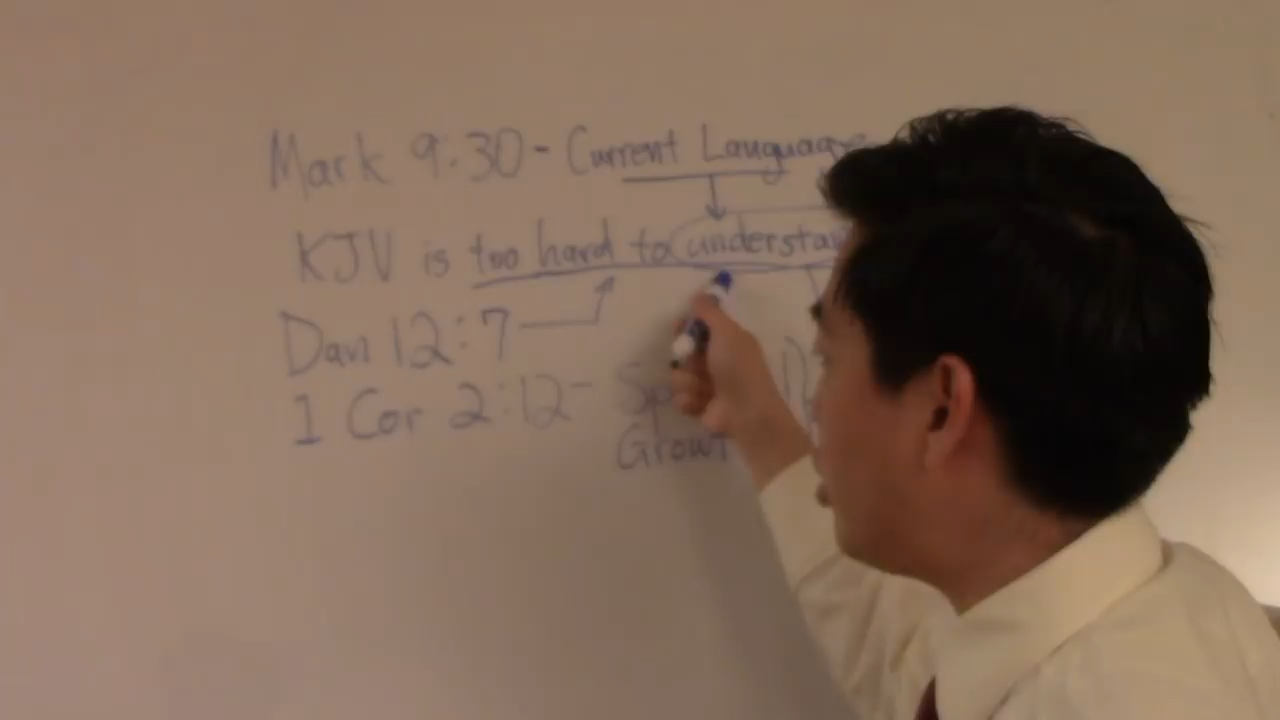 Mark 9:30 - Current Language
KJV is too hard to understan
Dan 12:7
1 Cor 2:12 - Sp
Growt